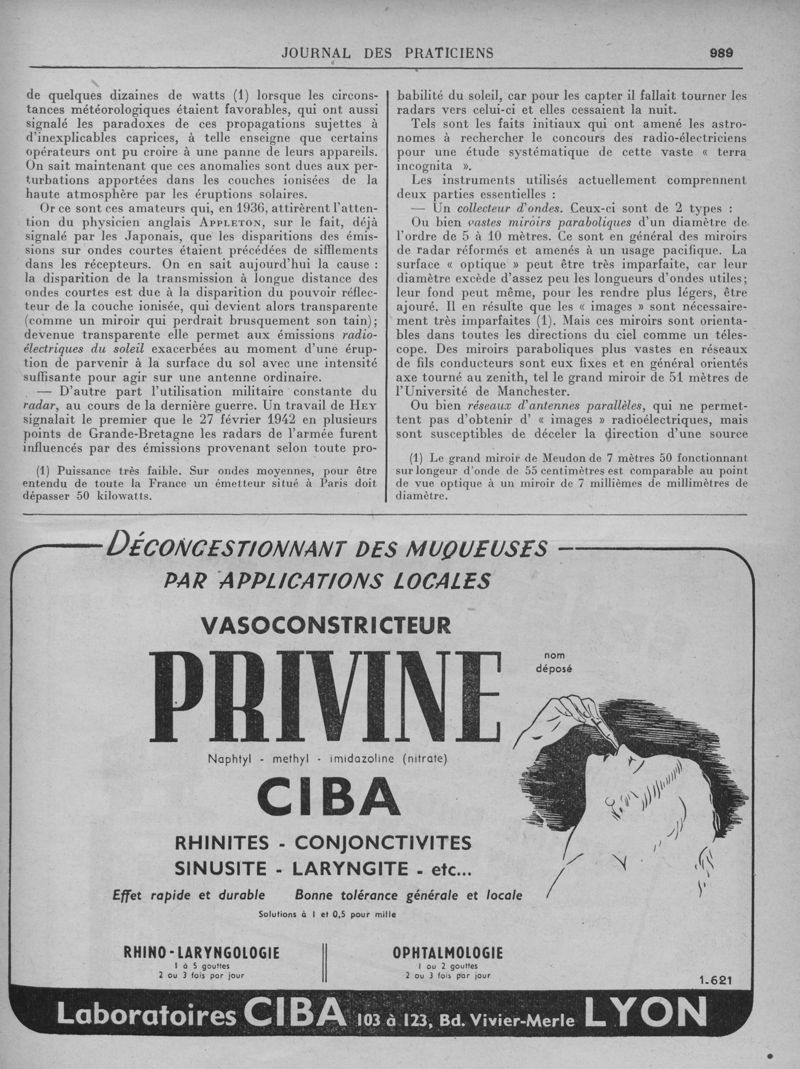 JOURNAL DES PRATICIENS 989
de quelques dizaines de watts (1) lorsque les circons-
tances météorologiques étaient favorables, qui ont aussi
signalé les paradoxes de ces propagations sujettes à
d'inexplicables caprices, à telle enseigne que certains
opérateurs ont pu croire à une panne de leurs appareils.
On sait maintenant que ces anomalies sont dues aux per-
turbations apportées dans les couches ionisées de la
haute atmosphère par les éruptions solaires.
Or ce sont ces amateurs qui, en 1936, attirèrent l'atten-
tion du physicien anglais APPLETON, sur le fait, déjà
signalé par les Japonais, que les disparitions des émis-
sions sur ondes courtes étaient précédées de sifflements
dans les récepteurs. On en sait aujourd'hui la cause :
la disparition de la transmission à longue distance des
ondes courtes est due à la disparition du pouvoir réflec-
teur de la couche ionisée, qui devient alors transparente
(comme un miroir qui perdrait brusquement son tain);
devenue transparente elle permet aux émissions radio-
électriques du soleil exacerbées au moment d'une érup-
tion de parvenir à la surface du sol avec une intensité
suffisante pour agir sur une antenne ordinaire.
— D'autre part l'utilisation militaire constante du
radar, au cours de la dernière guerre. Un travail de HEY
signalait le premier que le 27 février 1942 en plusieurs
points de Grande-Bretagne les radars de l'armée furent
influencés par des émissions provenant selon toute pro-
(1) Puissance très faible. Sur ondes moyennes, pour être
entendu de toute la France un émetteur situé à Paris doit
dépasser 50 kilowatts.
babilité du soleil, car pour les capter il fallait tourner les
radars vers celui-ci et elles cessaient la nuit.
Tels sont les faits initiaux qui ont amené les astro-
nomes à rechercher le concours des radio-électriciens
pour une étude systématique de cette vaste « terra
incognita ».
Les instruments utilisés actuellement comprennent
deux parties essentielles :
— Un collecteur d'ondes. Ceux-ci sont de 2 types :
Ou bien vastes miroirs paraboliques d'un diamètre de
l'ordre de 5 à 10 mètres. Ce sont en général des miroirs
de radar réformés et amenés à un usage pacifique. La
surface « optique » peut être très imparfaite, car leur
diamètre excède d'assez peu les longueurs d'ondes utiles;
leur fond peut même, pour les rendre plus légers, être
ajouré. Il en résulte que les « images » sont nécessaire-
ment très imparfaites (1). Mais ces miroirs sont orienta-
bles dans toutes les directions du ciel comme un téles-
cope. Des miroirs paraboliques plus vastes en réseaux
de fils conducteurs sont eux fixes et en général orientés
axe tourné au zenith, tel le grand miroir de 51 mètres de
l'Université de Manchester.
Ou bien réseaux d'antennes parallèles, qui ne permet-
tent pas d'obtenir d' « images » radioélectriques, mais
sont susceptibles de déceler la direction d'une source
(1) Le grand miroir de Meudon de 7 mètres 50 fonctionnant
sur longeur d'onde de 55 centimètres est comparable au point
de vue optique à un miroir de 7 millièmes de millimètres de
diamètre.
DÉCONGESTIONNANT DES MUQUEUSES
PAR APPLICATIONS LOCALES
VASOCONSTRICTEUR
PRIVINE
nom
déposé
Naphtyl - methyl - imidazoline (nitrate)
CIBA
RHINITES - CONJONCTIVITES
SINUSITE - LARYNGITE - etc...
Effet rapide et durable Bonne tolérance générale et locale
Solutions à 1 et 0,5 pour mille
RHINO-LARYNGOLOGIE
1 à 5 gouttes
2 ou 3 fois par jour
OPHTALMOLOGIE
1 ou 2 gouttes
2 ou 3 fois par jour
1-621
Laboratoires CIBA 103 à 123, Bd. Vivier-Merle LYON